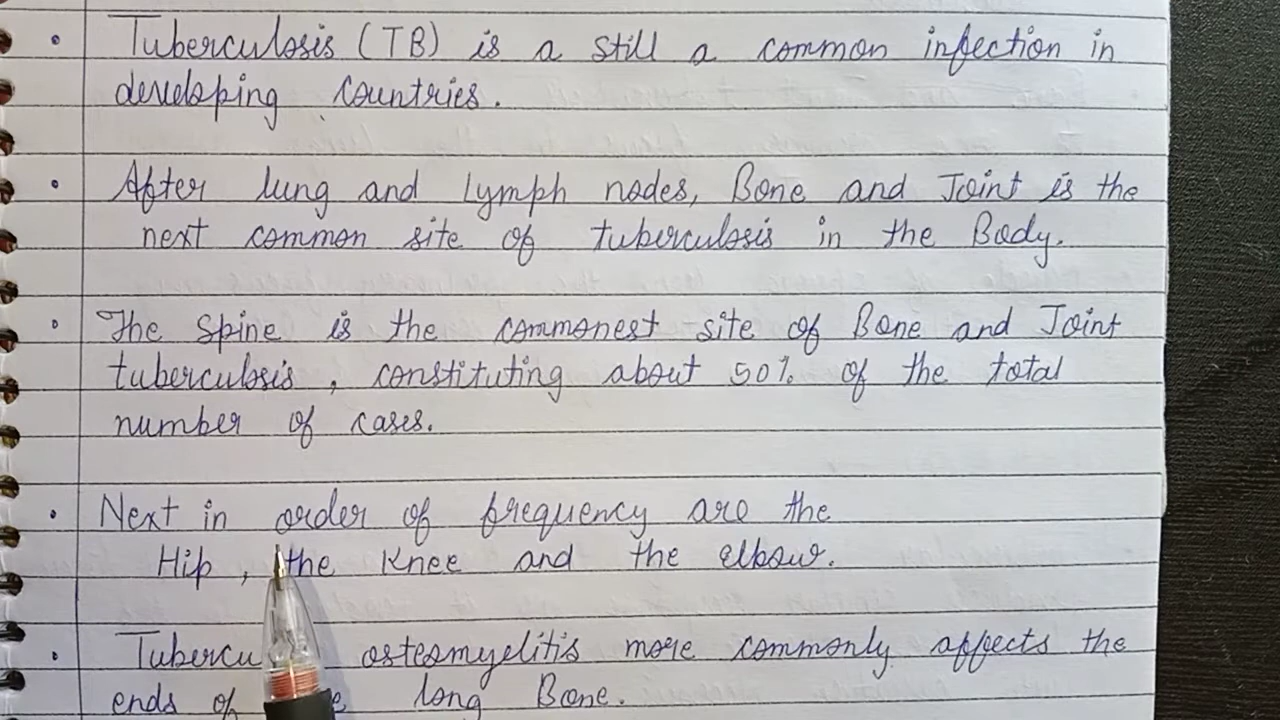 • Tuberculosis (TB) is a still a common infection in
developing countries.
• After lung and lymph nodes, Bone and Joint is the
next common site of tuberculosis in the Body.
• The spine is the commonest site of Bone and Joint
tuberculosis, constituting about 50% of the total
number of cases.
• Next in order of frequency are the
Hip, the Knee and the elbow.
• Tubercu osteomyelitis more commonly affects the
ends of long Bone.